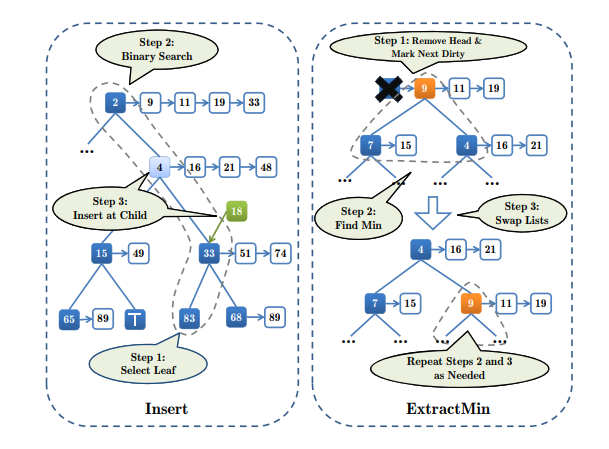 Step 2:
Binary Search
2 9 11 19 33
...
4 16 21 48
Step 3:
Insert at Child
18
15 49 33 51 74
65 89 T 83 68 89
Step 1:
Select Leaf
Insert
Step 1: Remove Head &
Mark Next Dirty
9 11 19
7 15 4 16 21
... ... ... ...
Step 2:
Find Min
Step 3:
Swap Lists
4 16 21
7 15 9 11 19
... ... ... ...
Repeat Steps 2 and 3
as Needed
ExtractMin